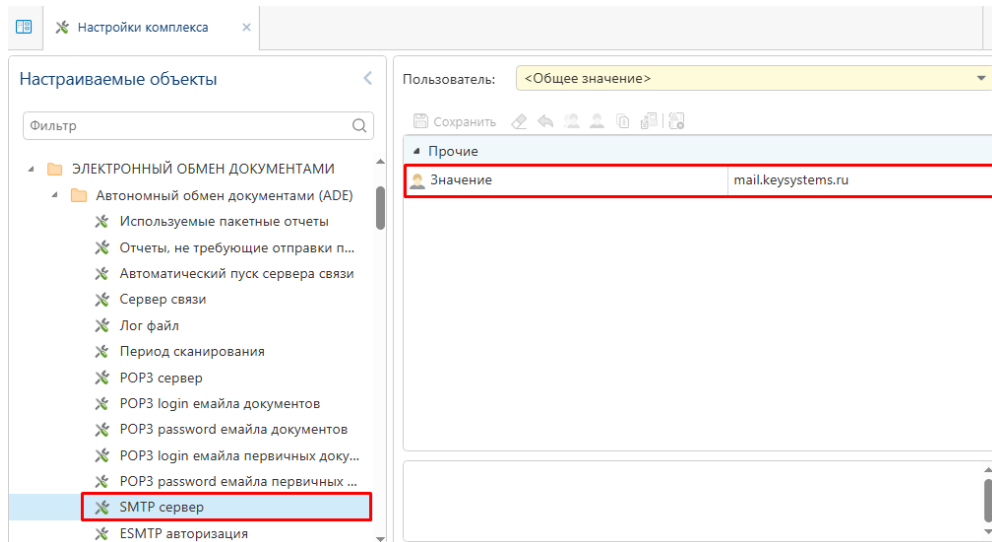 Настройки комплекса
Настраиваемые объекты
Фильтр
ЭЛЕКТРОННЫЙ ОБМЕН ДОКУМЕНТАМИ
Автономный обмен документами (ADE)
Используемые пакетные отчеты
Отчеты, не требующие отправки п...
Автоматический пуск сервера связи
Сервер связи
Лог файл
Период сканирования
POP3 сервер
POP3 login емайла документов
POP3 password емайла документов
POP3 login емайла первичных доку...
POP3 password емайла первичных ...
SMTP сервер
ESMTP авторизация
Пользователь: <Общее значение>
Сохранить
Прочие
Значение mail.keysystems.ru